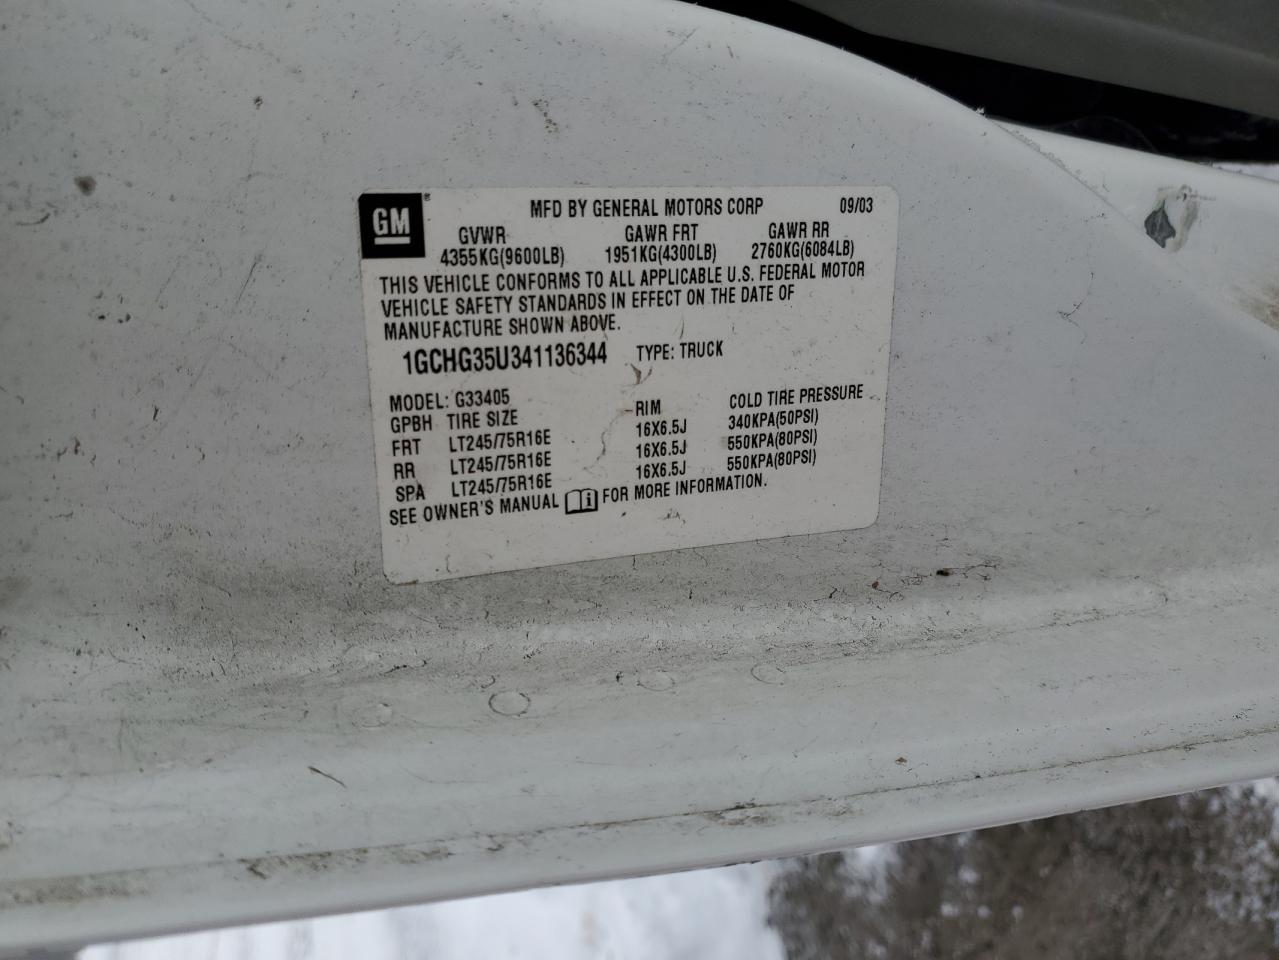 GM®
MFD BY GENERAL MOTORS CORP 09/03
GVWR GAWR FRT GAWR RR
4355KG(9600LB) 1951KG(4300LB) 2760KG(6084LB)
THIS VEHICLE CONFORMS TO ALL APPLICABLE U.S. FEDERAL MOTOR
VEHICLE SAFETY STANDARDS IN EFFECT ON THE DATE OF
MANUFACTURE SHOWN ABOVE.
1GCHG35U341136344 TYPE: TRUCK
MODEL: G33405
GPBH TIRE SIZE RIM COLD TIRE PRESSURE
FRT LT245/75R16E 16X6.5J 340KPA(50PSI)
RR LT245/75R16E 16X6.5J 550KPA(80PSI)
SPA LT245/75R16E 16X6.5J 550KPA(80PSI)
SEE OWNER'S MANUAL i FOR MORE INFORMATION.